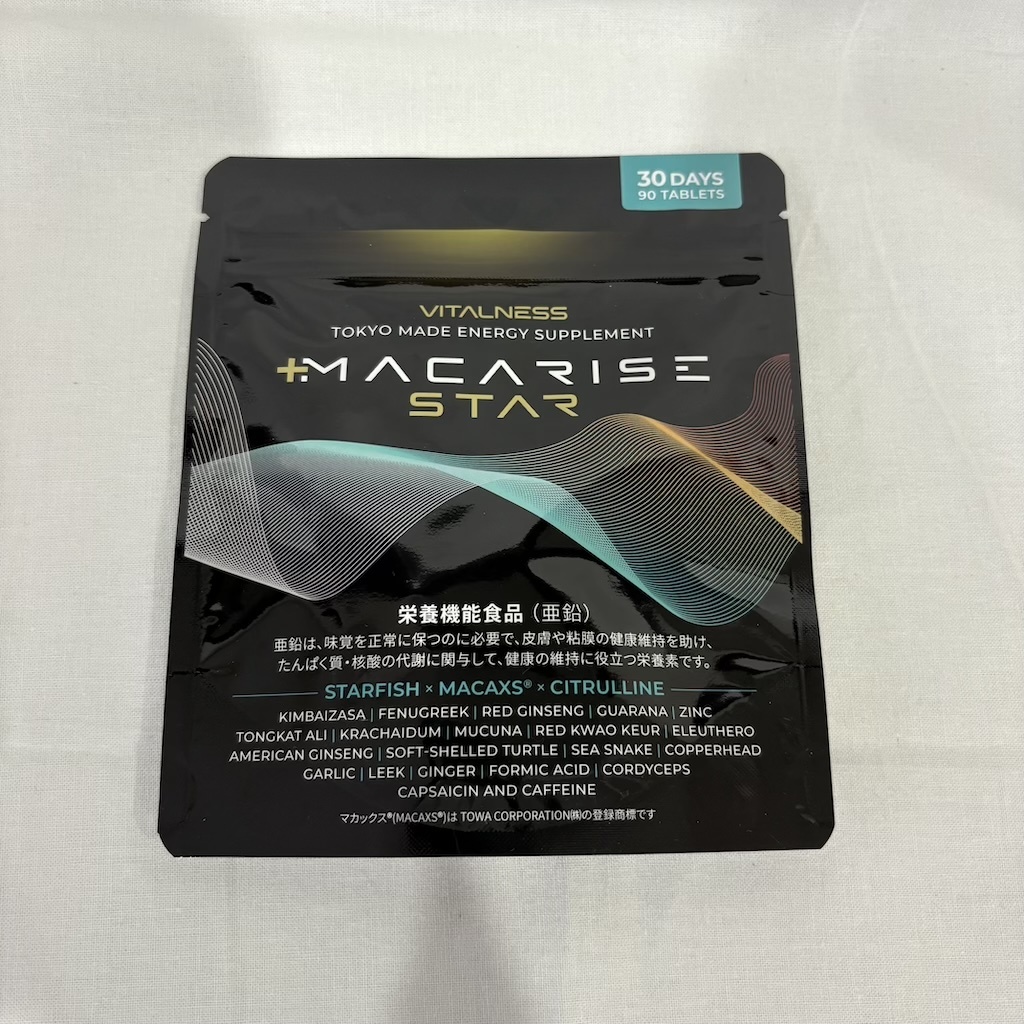 30 DAYS
90 TABLETS
VITALNESS
TOKYO MADE ENERGY SUPPLEMENT
+MACARISE
STAR
栄養機能食品（亜鉛）
亜鉛は、味覚を正常に保つのに必要で、皮膚や粘膜の健康維持を助け、
たんぱく質・核酸の代謝に関与して、健康の維持に役立つ栄養素です。
STARFISH × MACAXS® × CITRULLINE
KIMBAIZASA | FENUGREEK | RED GINSENG | GUARANA | ZINC
TONGKAT ALI | KRACHAIDUM | MUCUNA | RED KWAO KEUR | ELEUTHERO
AMERICAN GINSENG | SOFT-SHELLED TURTLE | SEA SNAKE | COPPERHEAD
GARLIC | LEEK | GINGER | FORMIC ACID | CORDYCEPS
CAPSAICIN AND CAFFEINE
マカックス®(MACAXS®)は TOWA CORPORATION㈱の登録商標です